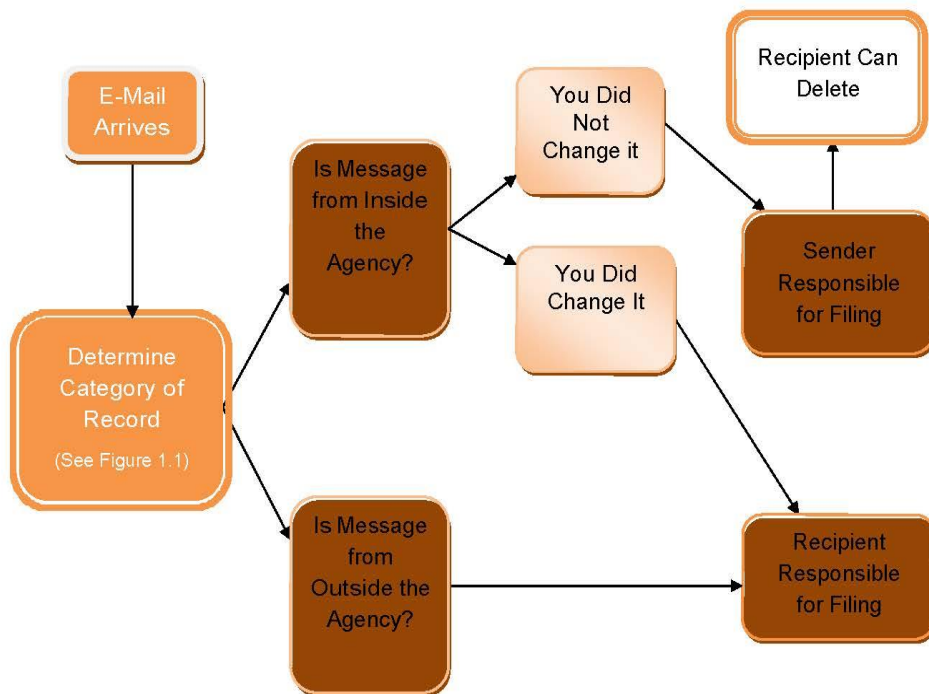 E-Mail
Arrives
Determine
Category of
Record
(See Figure 1.1)
Is Message
from Inside
the
Agency?
Is Message
from
Outside the
Agency?
You Did
Not
Change it
You Did
Change It
Recipient Can
Delete
Sender
Responsible
for Filing
Recipient
Responsible
for Filing